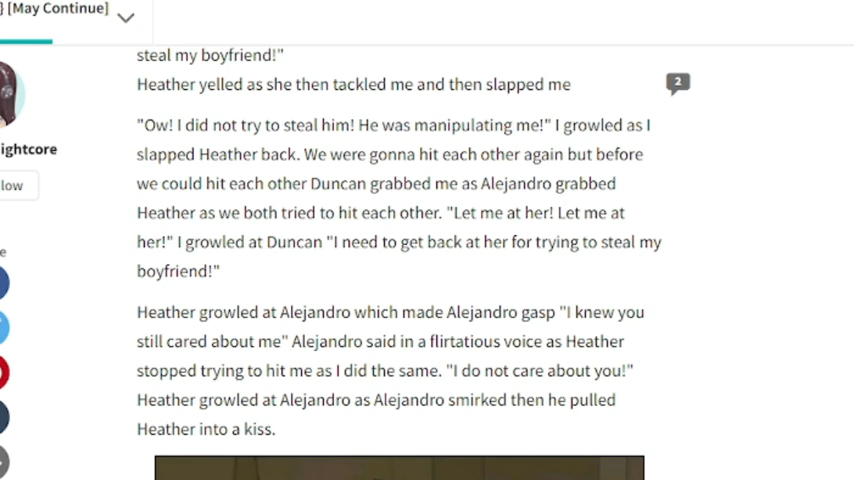 } [May Continue]
steal my boyfriend!"
Heather yelled as she then tackled me and then slapped me
2
"Ow! I did not try to steal him! He was manipulating me!" I growled as I
slapped Heather back. We were gonna hit each other again but before
we could hit each other Duncan grabbed me as Alejandro grabbed
Heather as we both tried to hit each other. "Let me at her! Let me at
her!" I growled at Duncan "I need to get back at her for trying to steal my
boyfriend!"
Heather growled at Alejandro which made Alejandro gasp "I knew you
still cared about me" Alejandro said in a flirtatious voice as Heather
stopped trying to hit me as I did the same. "I do not care about you!"
Heather growled at Alejandro as Alejandro smirked then he pulled
Heather into a kiss.
ightcore
low
e